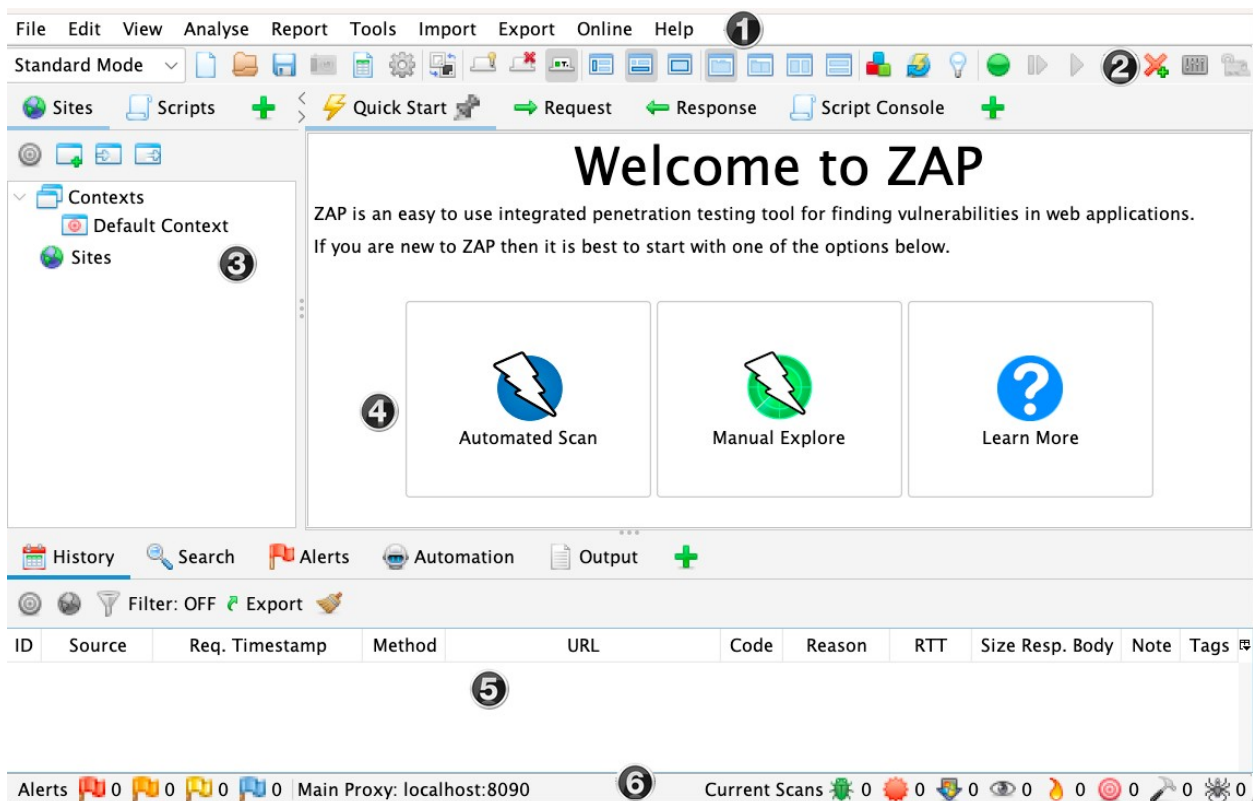 File Edit View Analyse Report Tools Import Export Online Help 1
Standard Mode 2
Sites Scripts Quick Start Request Response Script Console
Welcome to ZAP
Contexts
ZAP is an easy to use integrated penetration testing tool for finding vulnerabilities in web applications.
Default Context
If you are new to ZAP then it is best to start with one of the options below.
Sites 3
4
Automated Scan Manual Explore Learn More
History Search Alerts Automation Output
Filter: OFF Export
ID Source Req. Timestamp Method URL Code Reason RTT Size Resp. Body Note Tags
5
Alerts 0 0 0 0 Main Proxy: localhost:8090 6 Current Scans 0 0 0 0 0 0 0 0